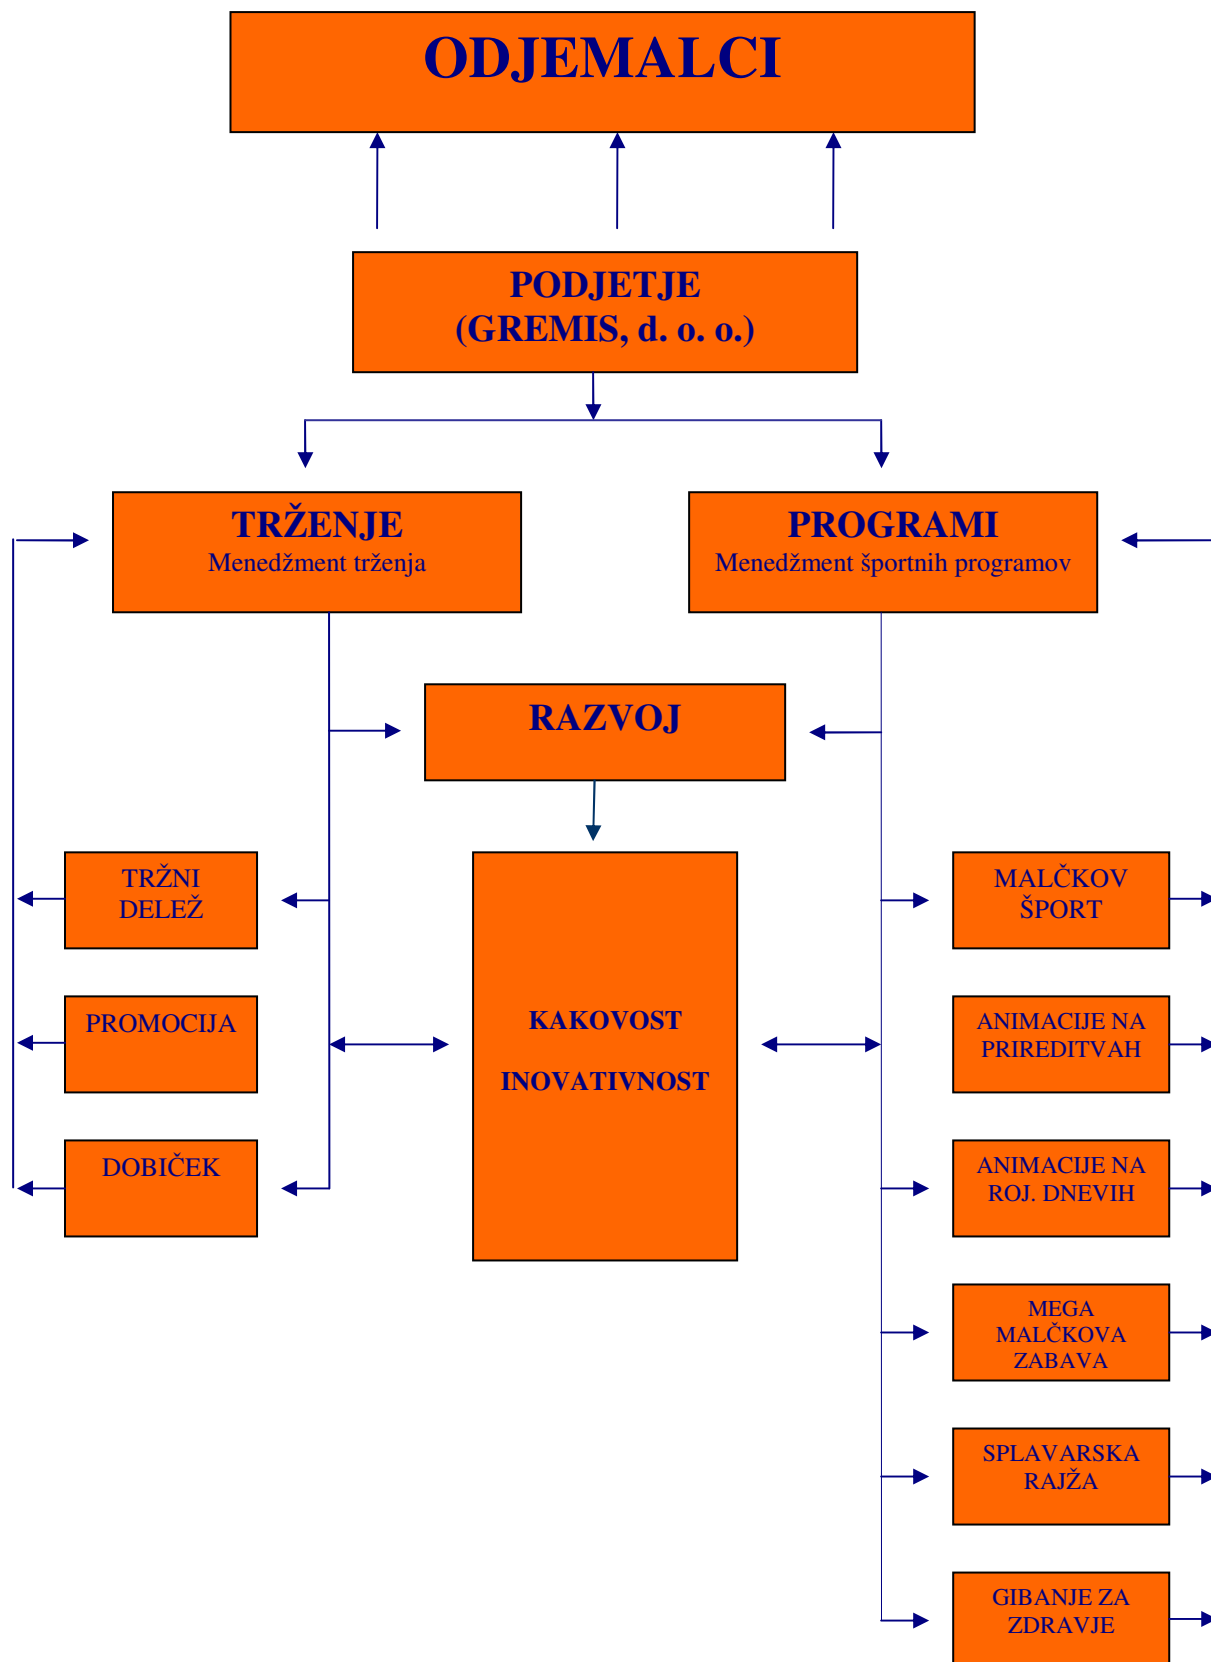 ODJEMALCI
PODJETJE
(GREMIS, d. o. o.)
TRŽENJE
Menedžment trženja
PROGRAMI
Menedžment športnih programov
RAZVOJ
TRŽNI
DELEŽ
PROMOCIJA
DOBIČEK
KAKOVOST
INOVATIVNOST
MALČKOV
ŠPORT
ANIMACIJE NA
PRIREDITVAH
ANIMACIJE NA
ROJ. DNEVIH
MEGA
MALČKOVA
ZABAVA
SPLAVARSKA
RAJŽA
GIBANJE ZA
ZDRAVJE